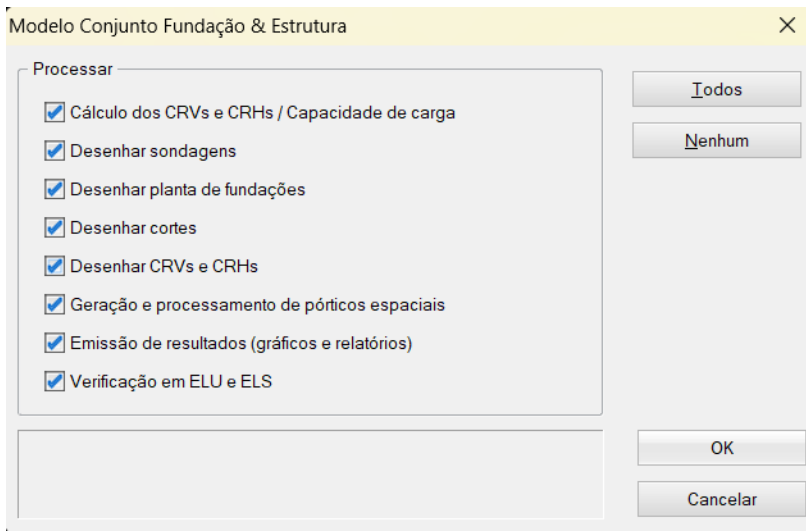 Modelo Conjunto Fundação & Estrutura
Processar
Cálculo dos CRVs e CRHs / Capacidade de carga
Desenhar sondagens
Desenhar planta de fundações
Desenhar cortes
Desenhar CRVs e CRHs
Geração e processamento de pórticos espaciais
Emissão de resultados (gráficos e relatórios)
Verificação em ELU e ELS
Todos
Nenhum
OK
Cancelar